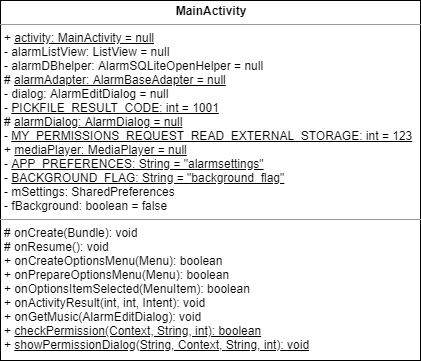 MainActivity
+ activity: MainActivity = null
- alarmListView: ListView = null
- alarmDBhelper: AlarmSQLiteOpenHelper = null
# alarmAdapter: AlarmBaseAdapter = null
- dialog: AlarmEditDialog = null
- PICKFILE_RESULT_CODE: int = 1001
# alarmDialog: AlarmDialog = null
- MY_PERMISSIONS_REQUEST_READ_EXTERNAL_STORAGE: int = 123
+ mediaPlayer: MediaPlayer = null
- APP_PREFERENCES: String = "alarmsettings"
- BACKGROUND_FLAG: String = "background_flag"
- mSettings: SharedPreferences
- fBackground: boolean = false
# onCreate(Bundle): void
# onResume(): void
+ onCreateOptionsMenu(Menu): boolean
+ onPrepareOptionsMenu(Menu): boolean
+ onOptionsItemSelected(MenuItem): boolean
+ onActivityResult(int, int, Intent): void
+ onGetMusic(AlarmEditDialog): void
+ checkPermission(Context, String, int): boolean
+ showPermissionDialog(String, Context, String, int): void